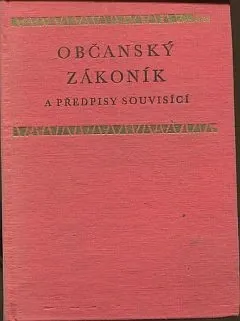 OBČANSKÝ
ZÁKONÍK
A PŘEDPISY SOUVISÍCÍ